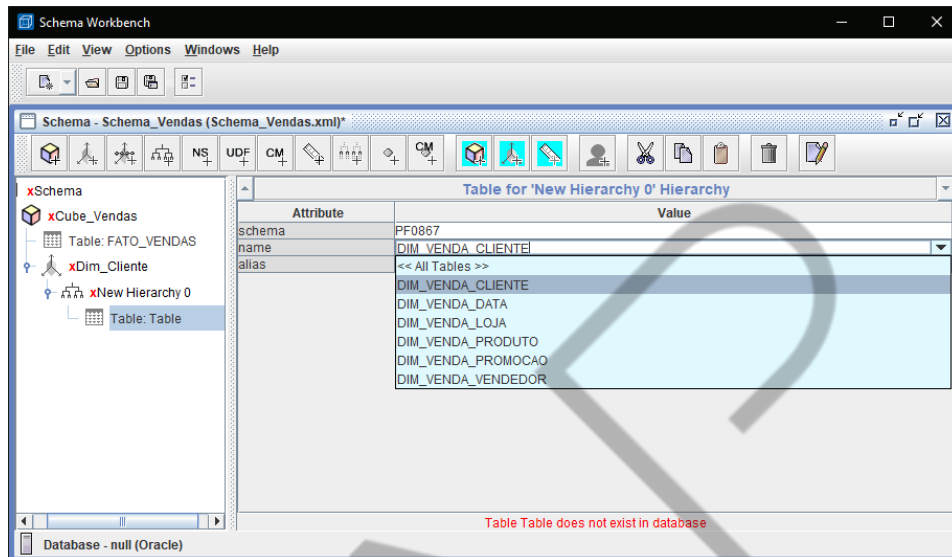 Schema Workbench
File Edit View Options Windows Help
Schema - Schema_Vendas (Schema_Vendas.xml)*
NS UDF CM CM
xSchema
xCube_Vendas
Table: FATO_VENDAS
xDim_Cliente
xNew Hierarchy 0
Table: Table
Table for 'New Hierarchy 0' Hierarchy
Attribute Value
schema PF0867
name DIM_VENDA_CLIENTE
alias
<< All Tables >>
DIM_VENDA_CLIENTE
DIM_VENDA_DATA
DIM_VENDA_LOJA
DIM_VENDA_PRODUTO
DIM_VENDA_PROMOCAO
DIM_VENDA_VENDEDOR
Table Table does not exist in database
Database - null (Oracle)